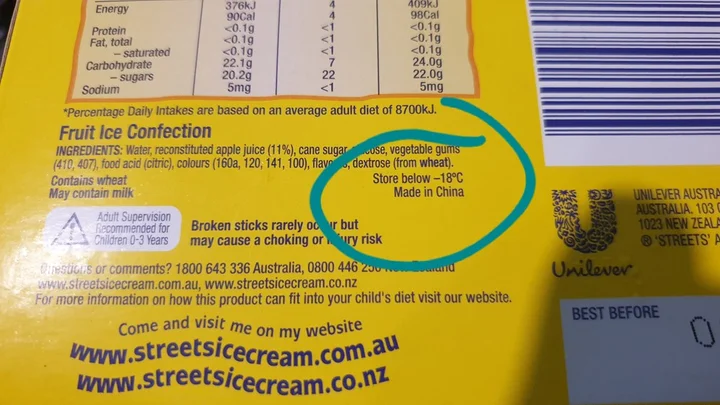 Energy 376kJ 4 409kJ
90Cal 4 98Cal
Protein <0.1g <1 <0.1g
Fat, total <0.1g <1 <0.1g
– saturated <0.1g <1 <0.1g
Carbohydrate 22.1g 7 24.0g
– sugars 20.2g 22 22.0g
Sodium 5mg <1 5mg
*Percentage Daily Intakes are based on an average adult diet of 8700kJ.
Fruit Ice Confection
INGREDIENTS: Water, reconstituted apple juice (11%), cane sugar, vegetable gums
(410, 407), food acid (citric), colours (160a, 120, 141, 100), dextrose (from wheat).
Contains wheat
May contain milk
Store below –18ºC
Made in China
Adult Supervision
Recommended for
Children 0-3 Years
Broken sticks rarely occur but
may cause a choking or injury risk
Questions or comments? 1800 643 336 Australia, 0800 446 New Zealand
www.streetsicecream.com.au, www.streetsicecream.co.nz
For more information on how this product can fit into your child's diet visit our website.
Come and visit me on my website
www.streetsicecream.com.au
www.streetsicecream.co.nz
Unilever
UNILEVER
AUSTRALIA, 103
1023 NEW
® 'STREETS'
BEST BEFORE